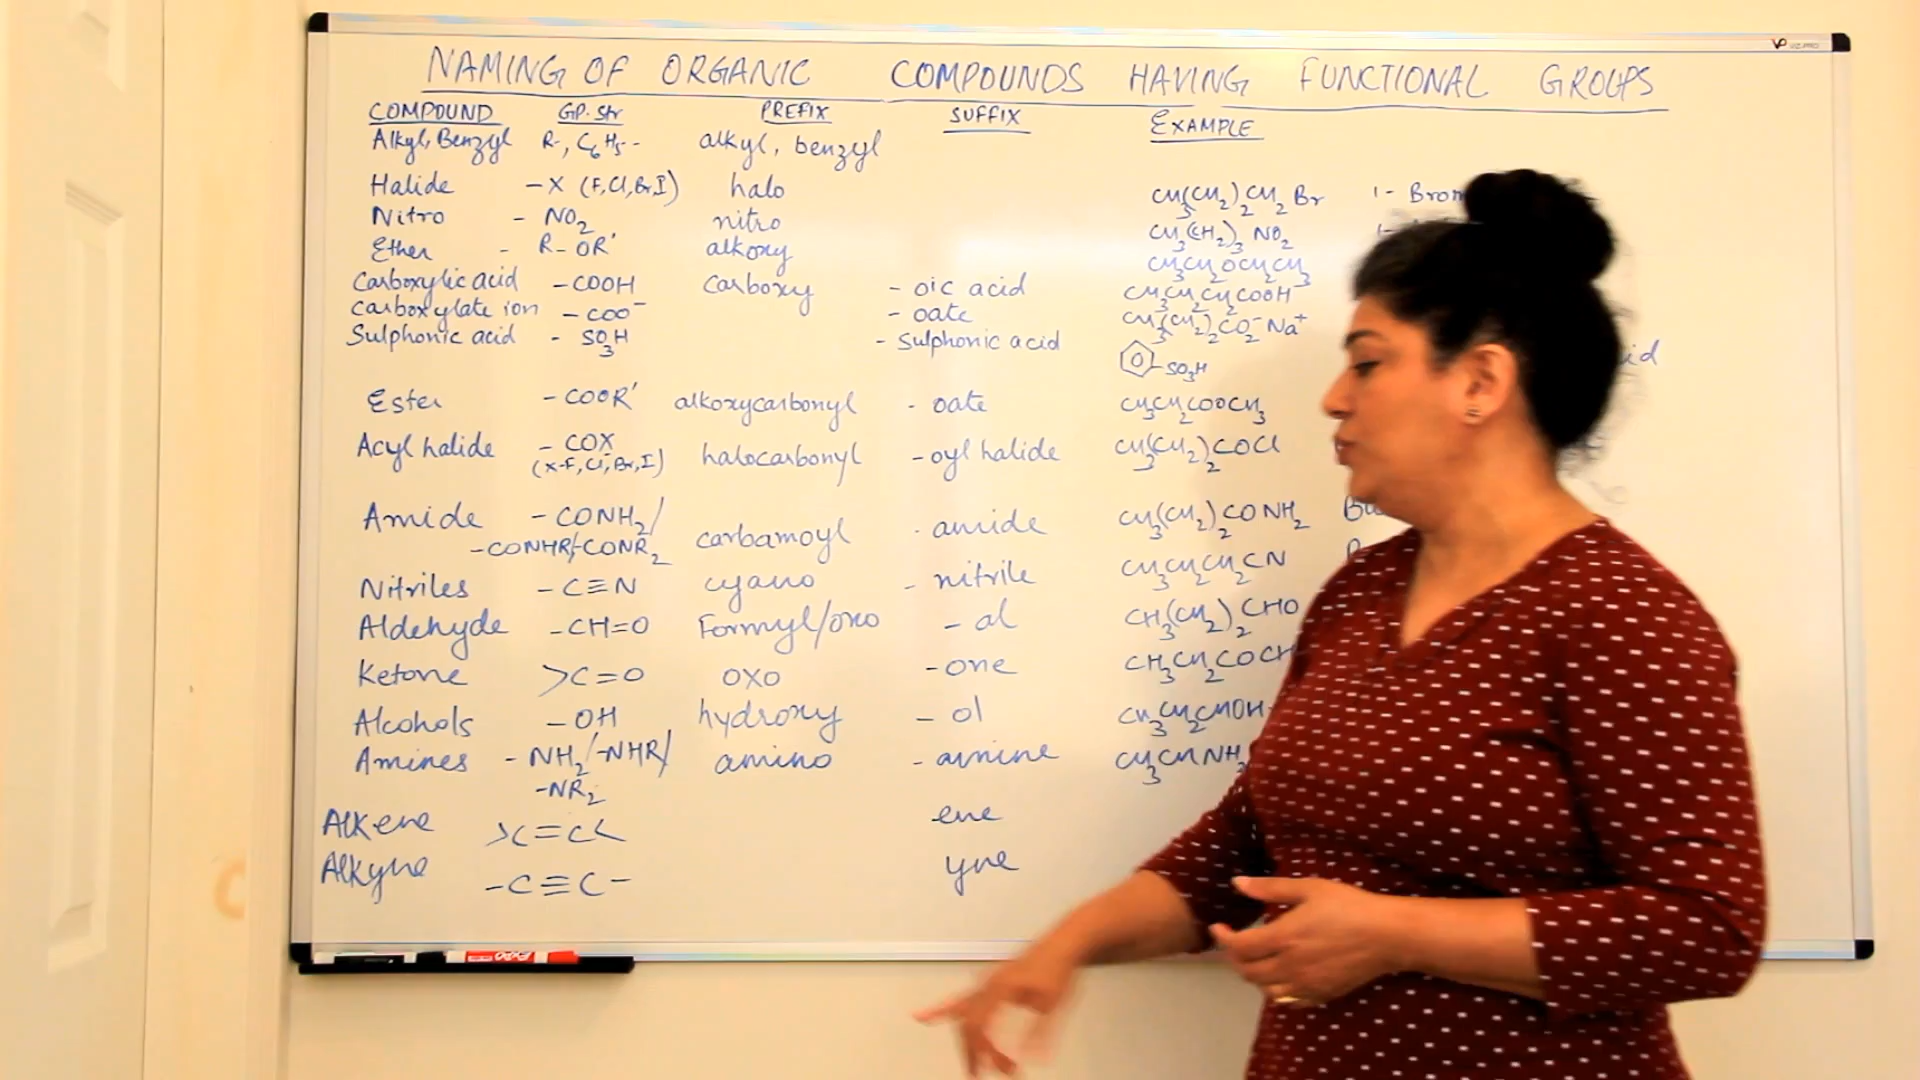 VIZ-PRO
NAMING OF ORGANIC COMPOUNDS HAVING FUNCTIONAL GROUPS
COMPOUND GP. Str PREFIX SUFFIX EXAMPLE
Alkyl, Benzyl R-, C6H5- - alkyl, benzyl
Halide -X (F,Cl,Br,I) halo CH3(CH2)2CH2Br 1-
Nitro - NO2 nitro CH3(CH2)3NO2
Ether - R-OR' alkoxy CH3CH2OCH2CH3
Carboxylic acid -COOH carboxy - oic acid CH3CH2CH2COOH
Carboxylate ion -COO- - oate CH3(CH2)2CO2-Na+
Sulphonic acid - SO3H - Sulphonic acid -SO3H
Ester -COOR' alkoxycarbonyl - oate CH3CH2COOCH3
Acyl halide - COX halocarbonyl -oyl halide CH3(CH2)2COCl
(X-F, Cl, Br, I)
Amide - CONH2/ carbamoyl - amide CH3(CH2)2CONH2
-CONHR/-CONR2
Nitriles -C≡N cyano - nitrile CH3CH2CH2CN
Aldehyde -CH=O Formyl/oxo - al CH3(CH2)2CHO
Ketone >C=O oxo -one
Alcohols -OH hydroxy - ol
Amines - NH2/-NHR/ amino - amine
-NR2
Alkene >C=C< ene
Alkyne -C≡C- yne
EXPO